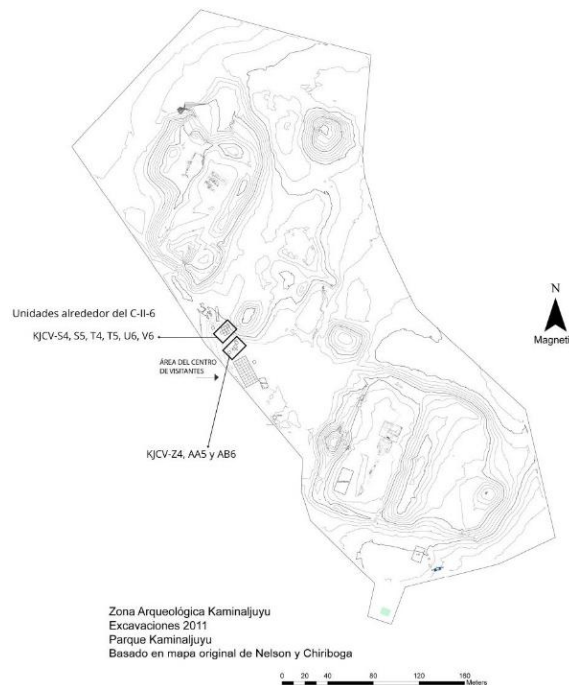 Unidades alrededor del C-II-6
KJCV-S4, S5, T4, T5, U6, V6
ÁREA DEL CENTRO
DE VISITANTES
KJCV-Z4, AA5 y AB6
N
Magneti
Zona Arqueológica Kaminaljuyu
Excavaciones 2011
Parque Kaminaljuyu
Basado en mapa original de Nelson y Chiriboga
0 10 20 40 80 120 160
Meters